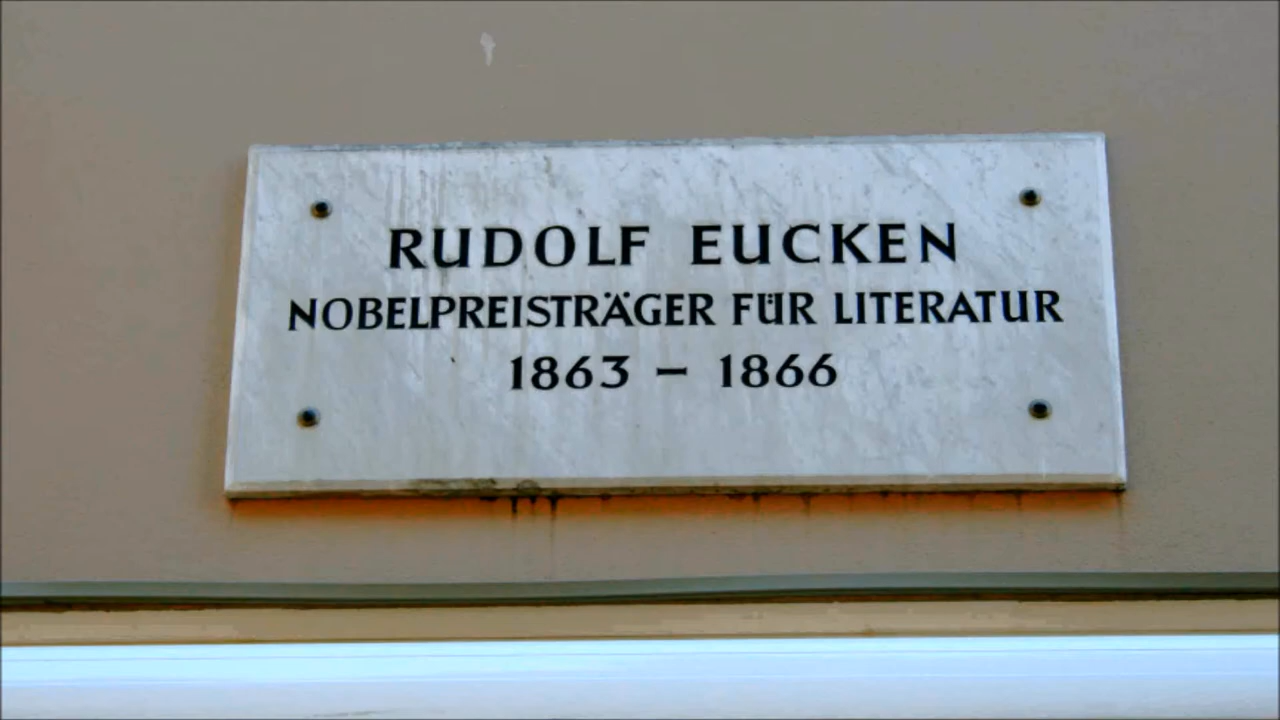 RUDOLF EUCKEN
NOBELPREISTRÄGER FÜR LITERATUR
1863 – 1866